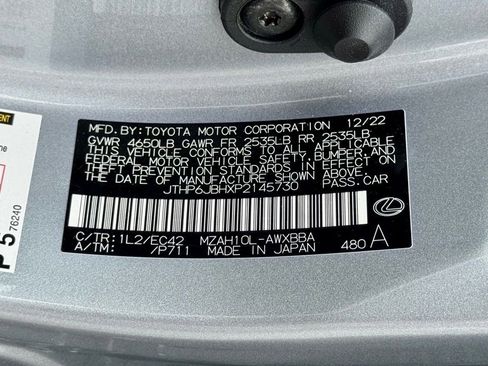 MFD.BY:TOYOTA MOTOR CORPORATION 12/22
GVWR 4650LB GAWR FR 2535LB RR 2535LB
THIS VEHICLE CONFORMS TO ALL APPLICABLE
FEDERAL MOTOR VEHICLE SAFETY, BUMPER, AND
THEFT PREVENTION STANDARDS IN EFFECT ON
THE DATE OF MANUFACTURE SHOWN ABOVE.
JTHP6JBHXP2145730 PASS.CAR
C/TR:1L2/EC42 MZAH10L-AWXBBA
A/TM: /P711 MADE IN JAPAN 480 A
P 5 76240